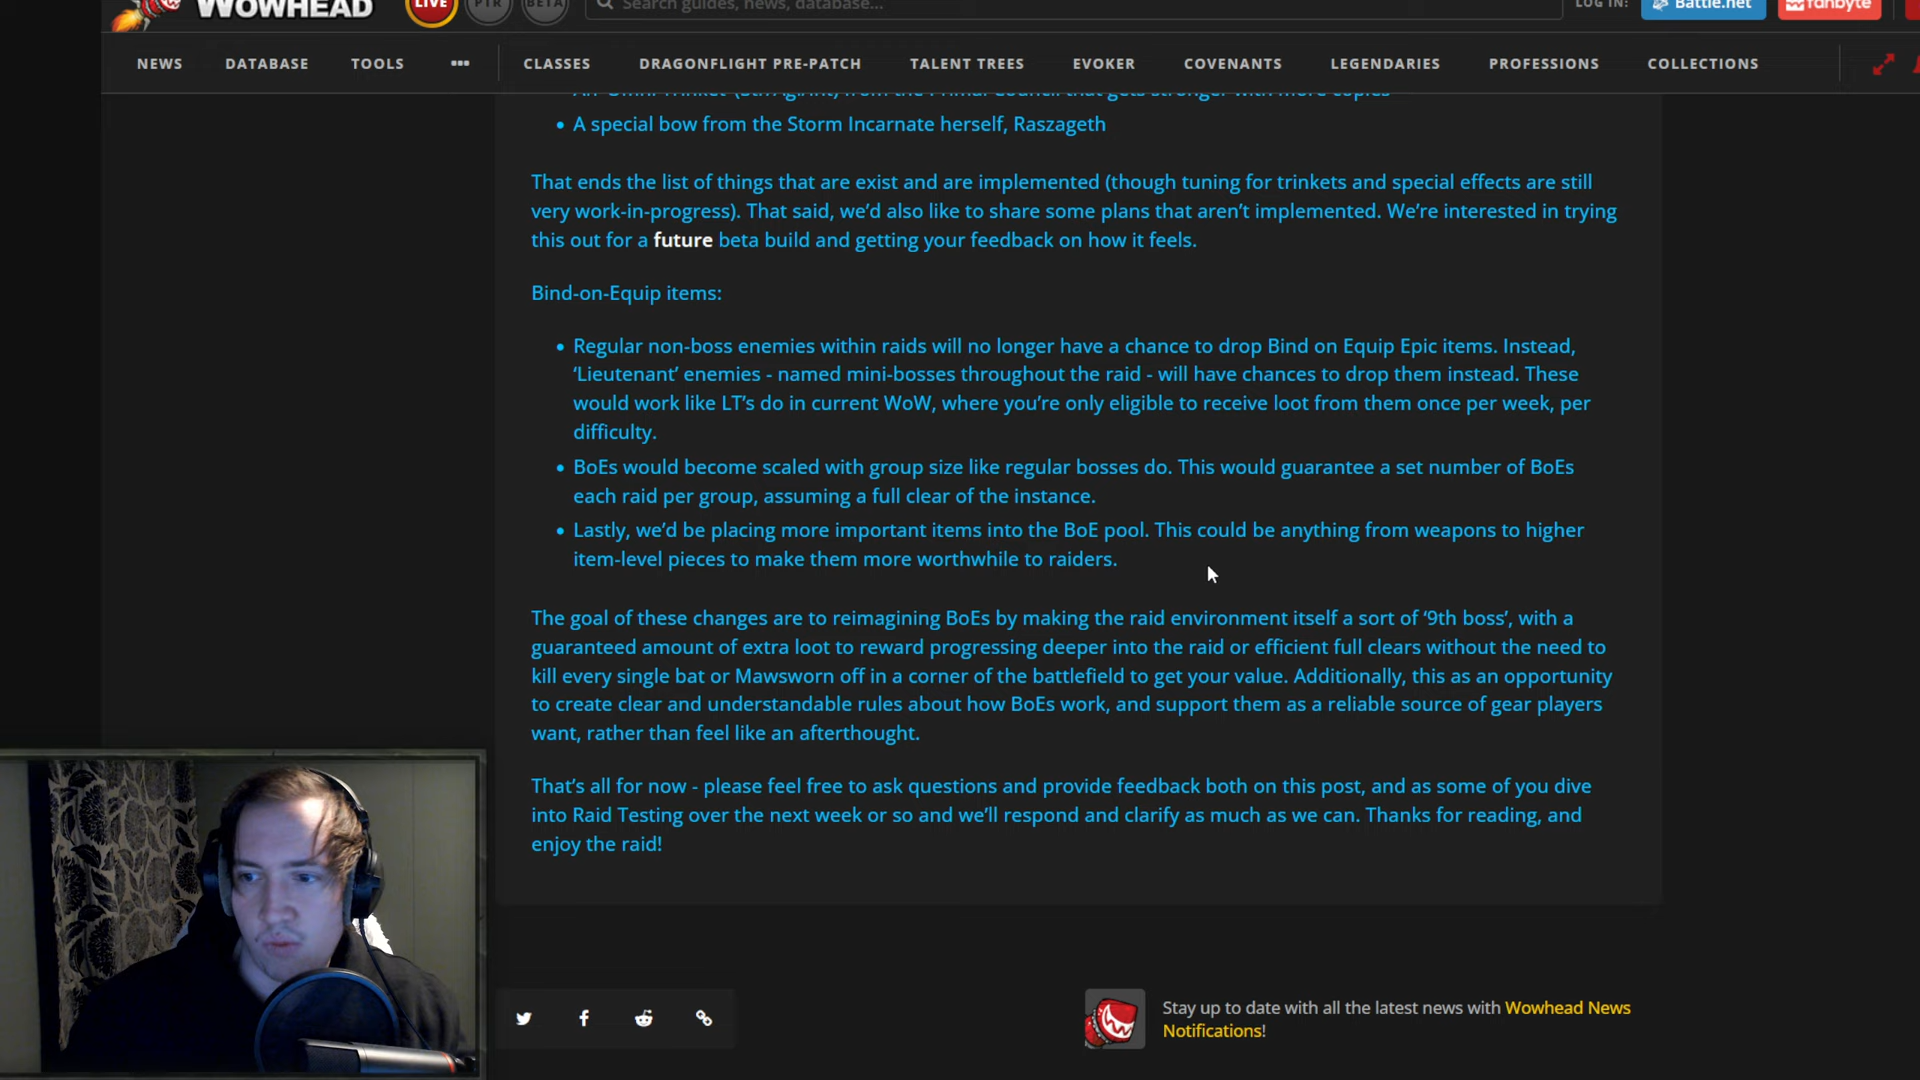 WOWHEAD
LIVE
PTR
BETA
Search guides, news, database...
LOG IN:
Battle.net
fanbyte
NEWS
DATABASE
TOOLS
•••
CLASSES
DRAGONFLIGHT PRE-PATCH
TALENT TREES
EVOKER
COVENANTS
LEGENDARIES
PROFESSIONS
COLLECTIONS
An 'Omni-Trinket' (Str/Agi/Int) from the Primal Council that gets stronger with more copies
• A special bow from the Storm Incarnate herself, Raszageth
That ends the list of things that are exist and are implemented (though tuning for trinkets and special effects are still
very work-in-progress). That said, we'd also like to share some plans that aren't implemented. We're interested in trying
this out for a future beta build and getting your feedback on how it feels.
Bind-on-Equip items:
• Regular non-boss enemies within raids will no longer have a chance to drop Bind on Equip Epic items. Instead,
'Lieutenant' enemies - named mini-bosses throughout the raid - will have chances to drop them instead. These
would work like LT's do in current WoW, where you're only eligible to receive loot from them once per week, per
difficulty.
• BoEs would become scaled with group size like regular bosses do. This would guarantee a set number of BoEs
each raid per group, assuming a full clear of the instance.
• Lastly, we'd be placing more important items into the BoE pool. This could be anything from weapons to higher
item-level pieces to make them more worthwhile to raiders.
The goal of these changes are to reimagining BoEs by making the raid environment itself a sort of '9th boss', with a
guaranteed amount of extra loot to reward progressing deeper into the raid or efficient full clears without the need to
kill every single bat or Mawsworn off in a corner of the battlefield to get your value. Additionally, this as an opportunity
to create clear and understandable rules about how BoEs work, and support them as a reliable source of gear players
want, rather than feel like an afterthought.
That's all for now - please feel free to ask questions and provide feedback both on this post, and as some of you dive
into Raid Testing over the next week or so and we'll respond and clarify as much as we can. Thanks for reading, and
enjoy the raid!
Stay up to date with all the latest news with Wowhead News
Notifications!